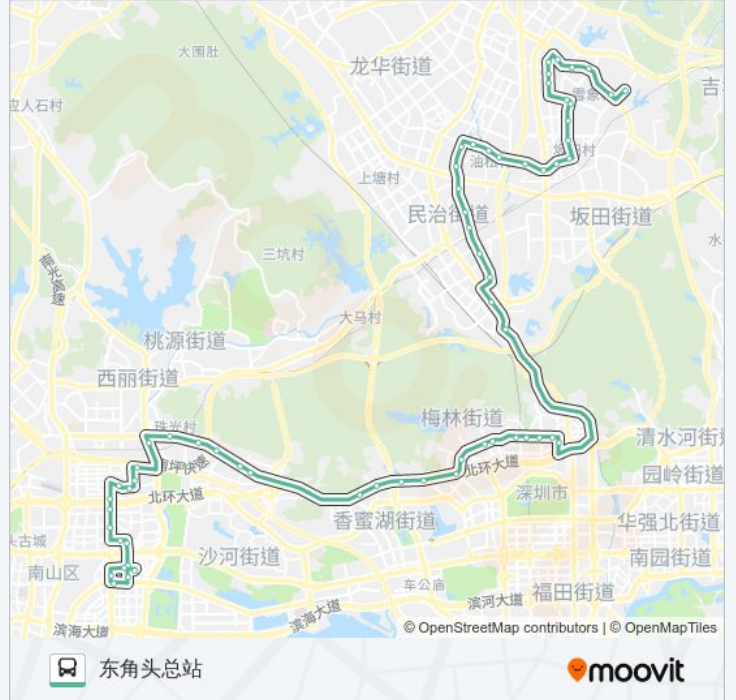 大围肚
龙华街道
吉
应人石村
雪象
油松
坂田村
上塘村
民治街道
坂田街道
水
三坑村
南光高速
大马村
桃源街道
西丽街道
梅林街道
珠光村
清水河街
南坪快速
北环大道
园岭街道
北环大道
深圳市
香蜜湖街道
华强北街道
头古城
沙河街道
南园街道
南山区
车公庙
福田街道
滨河大道
滨海大道
滨海大道
© OpenStreetMap contributors | © OpenMapTiles
东角头总站
moovit